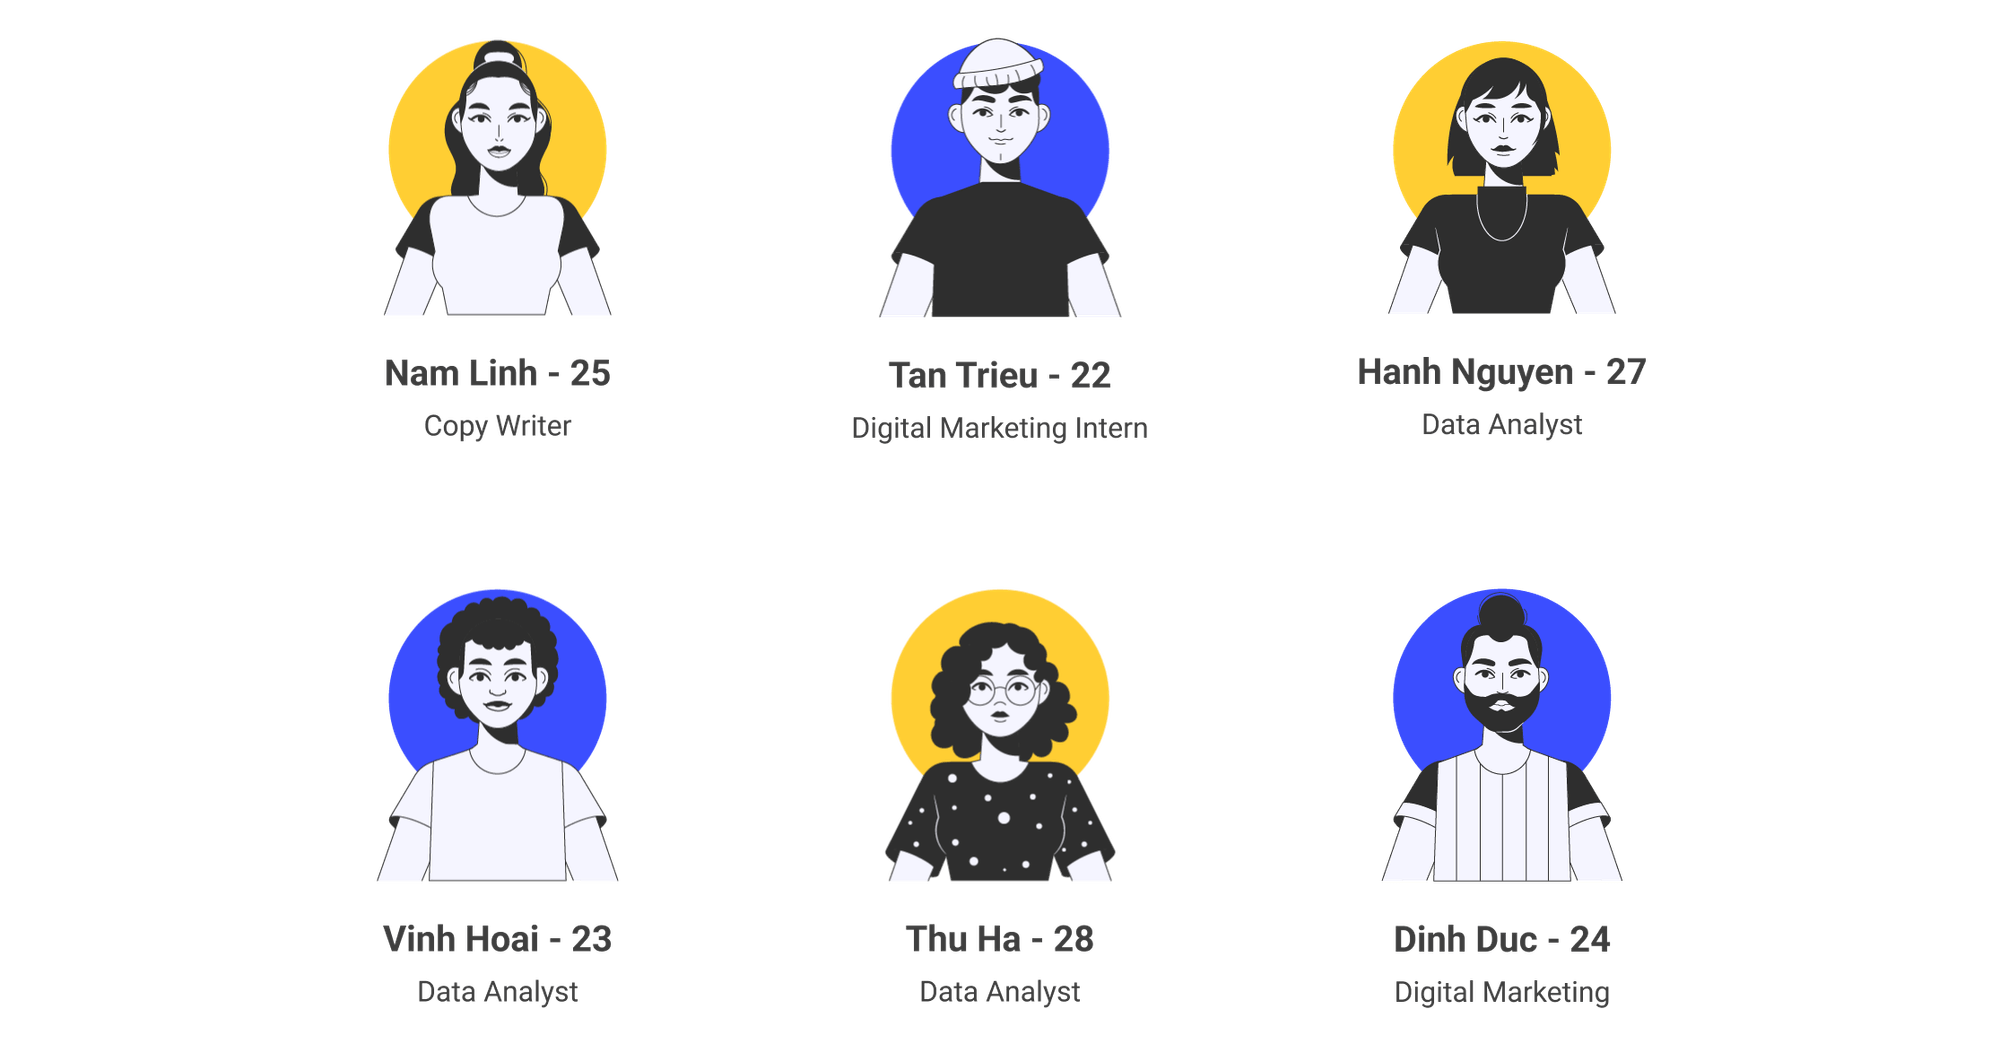 Nam Linh - 25
Copy Writer
Tan Trieu - 22
Digital Marketing Intern
Hanh Nguyen - 27
Data Analyst
Vinh Hoai - 23
Data Analyst
Thu Ha - 28
Data Analyst
Dinh Duc - 24
Digital Marketing